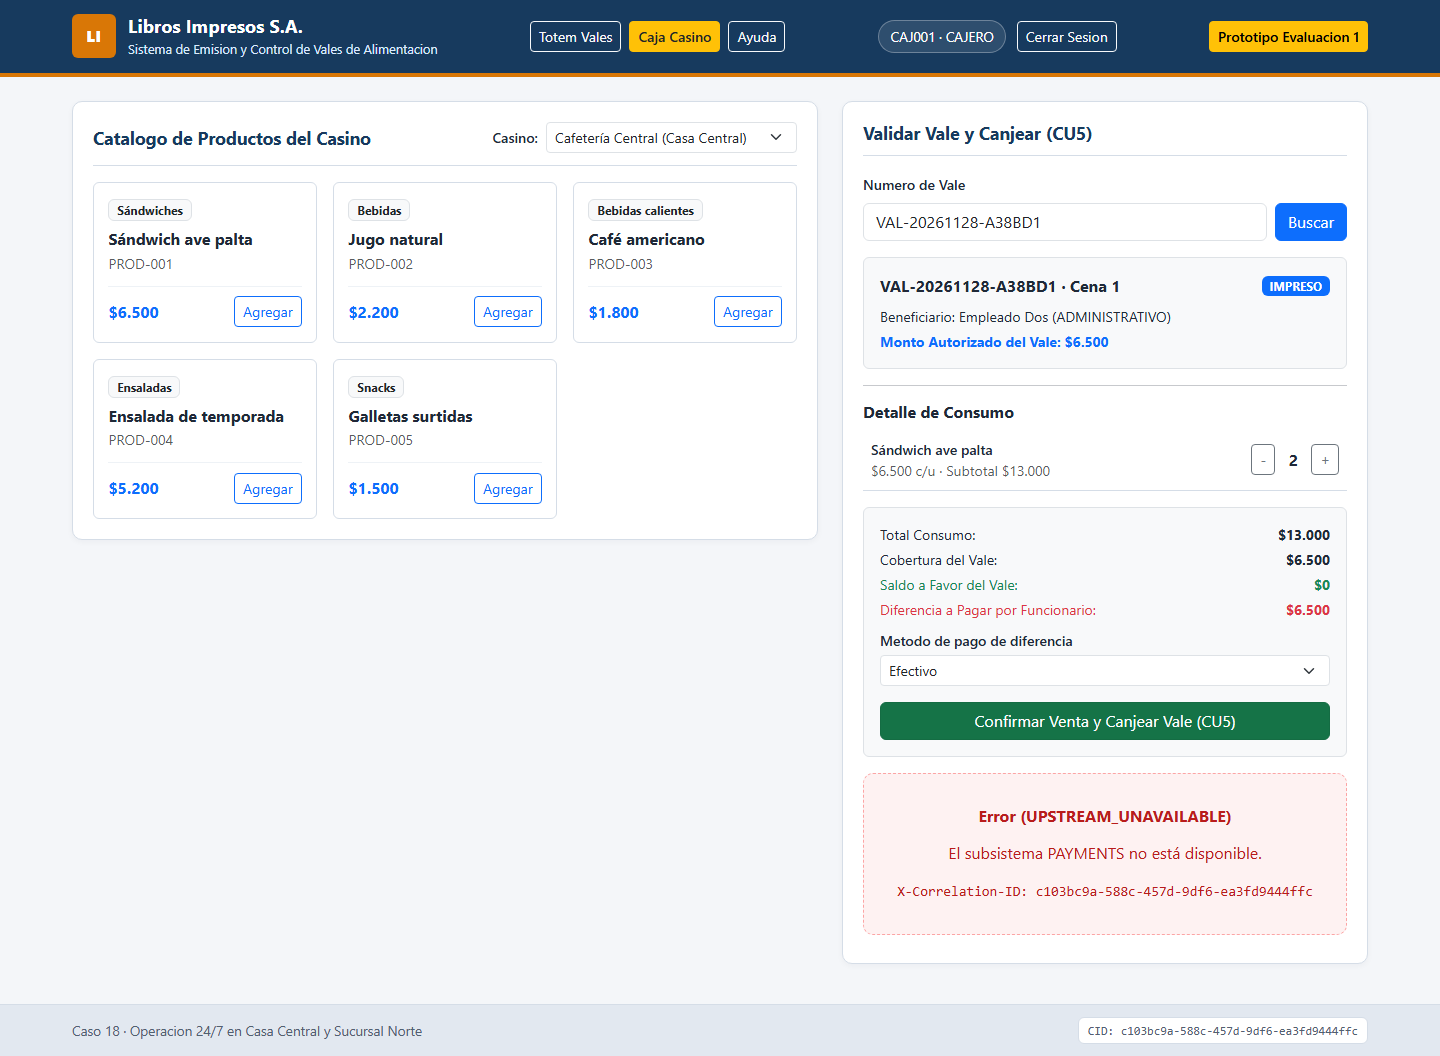 LI
Libros Impresos S.A.
Sistema de Emision y Control de Vales de Alimentacion
Totem Vales
Caja Casino
Ayuda
CAJ001 · CAJERO
Cerrar Sesion
Prototipo Evaluacion 1
Catalogo de Productos del Casino
Casino:
Cafetería Central (Casa Central)
Sándwiches
Sándwich ave palta
PROD-001
$6.500
Agregar
Bebidas
Jugo natural
PROD-002
$2.200
Agregar
Bebidas calientes
Café americano
PROD-003
$1.800
Agregar
Ensaladas
Ensalada de temporada
PROD-004
$5.200
Agregar
Snacks
Galletas surtidas
PROD-005
$1.500
Agregar
Validar Vale y Canjear (CU5)
Numero de Vale
VAL-20261128-A38BD1
Buscar
VAL-20261128-A38BD1 · Cena 1
IMPRESO
Beneficiario: Empleado Dos (ADMINISTRATIVO)
Monto Autorizado del Vale: $6.500
Detalle de Consumo
Sándwich ave palta
$6.500 c/u · Subtotal $13.000
- 2 +
Total Consumo: $13.000
Cobertura del Vale: $6.500
Saldo a Favor del Vale: $0
Diferencia a Pagar por Funcionario: $6.500
Metodo de pago de diferencia
Efectivo
Confirmar Venta y Canjear Vale (CU5)
Error (UPSTREAM_UNAVAILABLE)
El subsistema PAYMENTS no está disponible.
X-Correlation-ID: c103bc9a-588c-457d-9df6-ea3fd9444ffc
Caso 18 · Operacion 24/7 en Casa Central y Sucursal Norte
CID: c103bc9a-588c-457d-9df6-ea3fd9444ffc